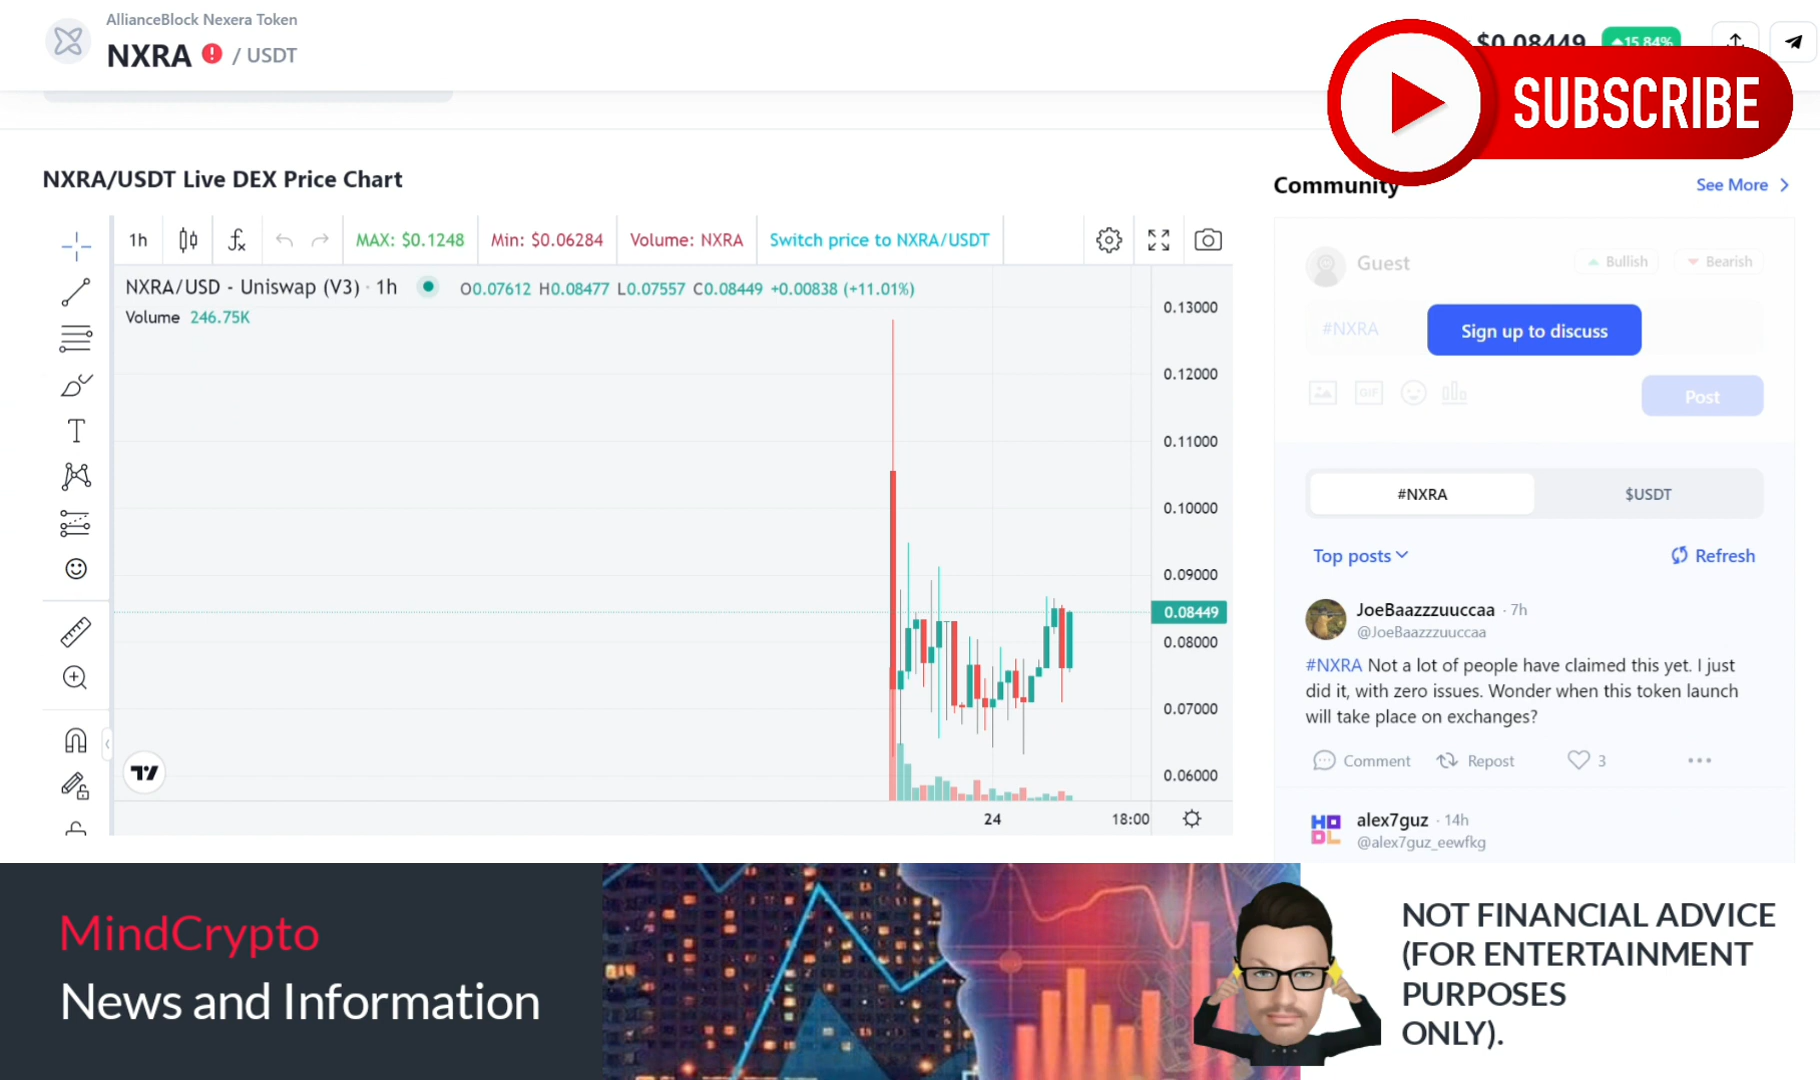 AllianceBlock Nexera Token
NXRA / USDT
$0.08449
15.84%
SUBSCRIBE
NXRA/USDT Live DEX Price Chart
Community
See More
1h
MAX: $0.1248
Min: $0.06284
Volume: NXRA
Switch price to NXRA/USDT
NXRA/USD - Uniswap (V3) · 1h O0.07612 H0.08477 L0.07557 C0.08449 +0.00838 (+11.01%)
Volume 246.75K
0.13000
0.12000
0.11000
0.10000
0.09000
0.08449
0.08000
0.07000
0.06000
24
18:00
Guest
Bullish
Bearish
#NXRA
Sign up to discuss
GIF
Post
#NXRA
$USDT
Top posts
Refresh
JoeBaazzzuuccaa · 7h
@JoeBaazzzuuccaa
#NXRA Not a lot of people have claimed this yet. I just
did it, with zero issues. Wonder when this token launch
will take place on exchanges?
Comment
Repost
3
HODL
alex7guz · 14h
@alex7guz_eewfkg
MindCrypto
News and Information
NOT FINANCIAL ADVICE
(FOR ENTERTAINMENT
PURPOSES
ONLY).